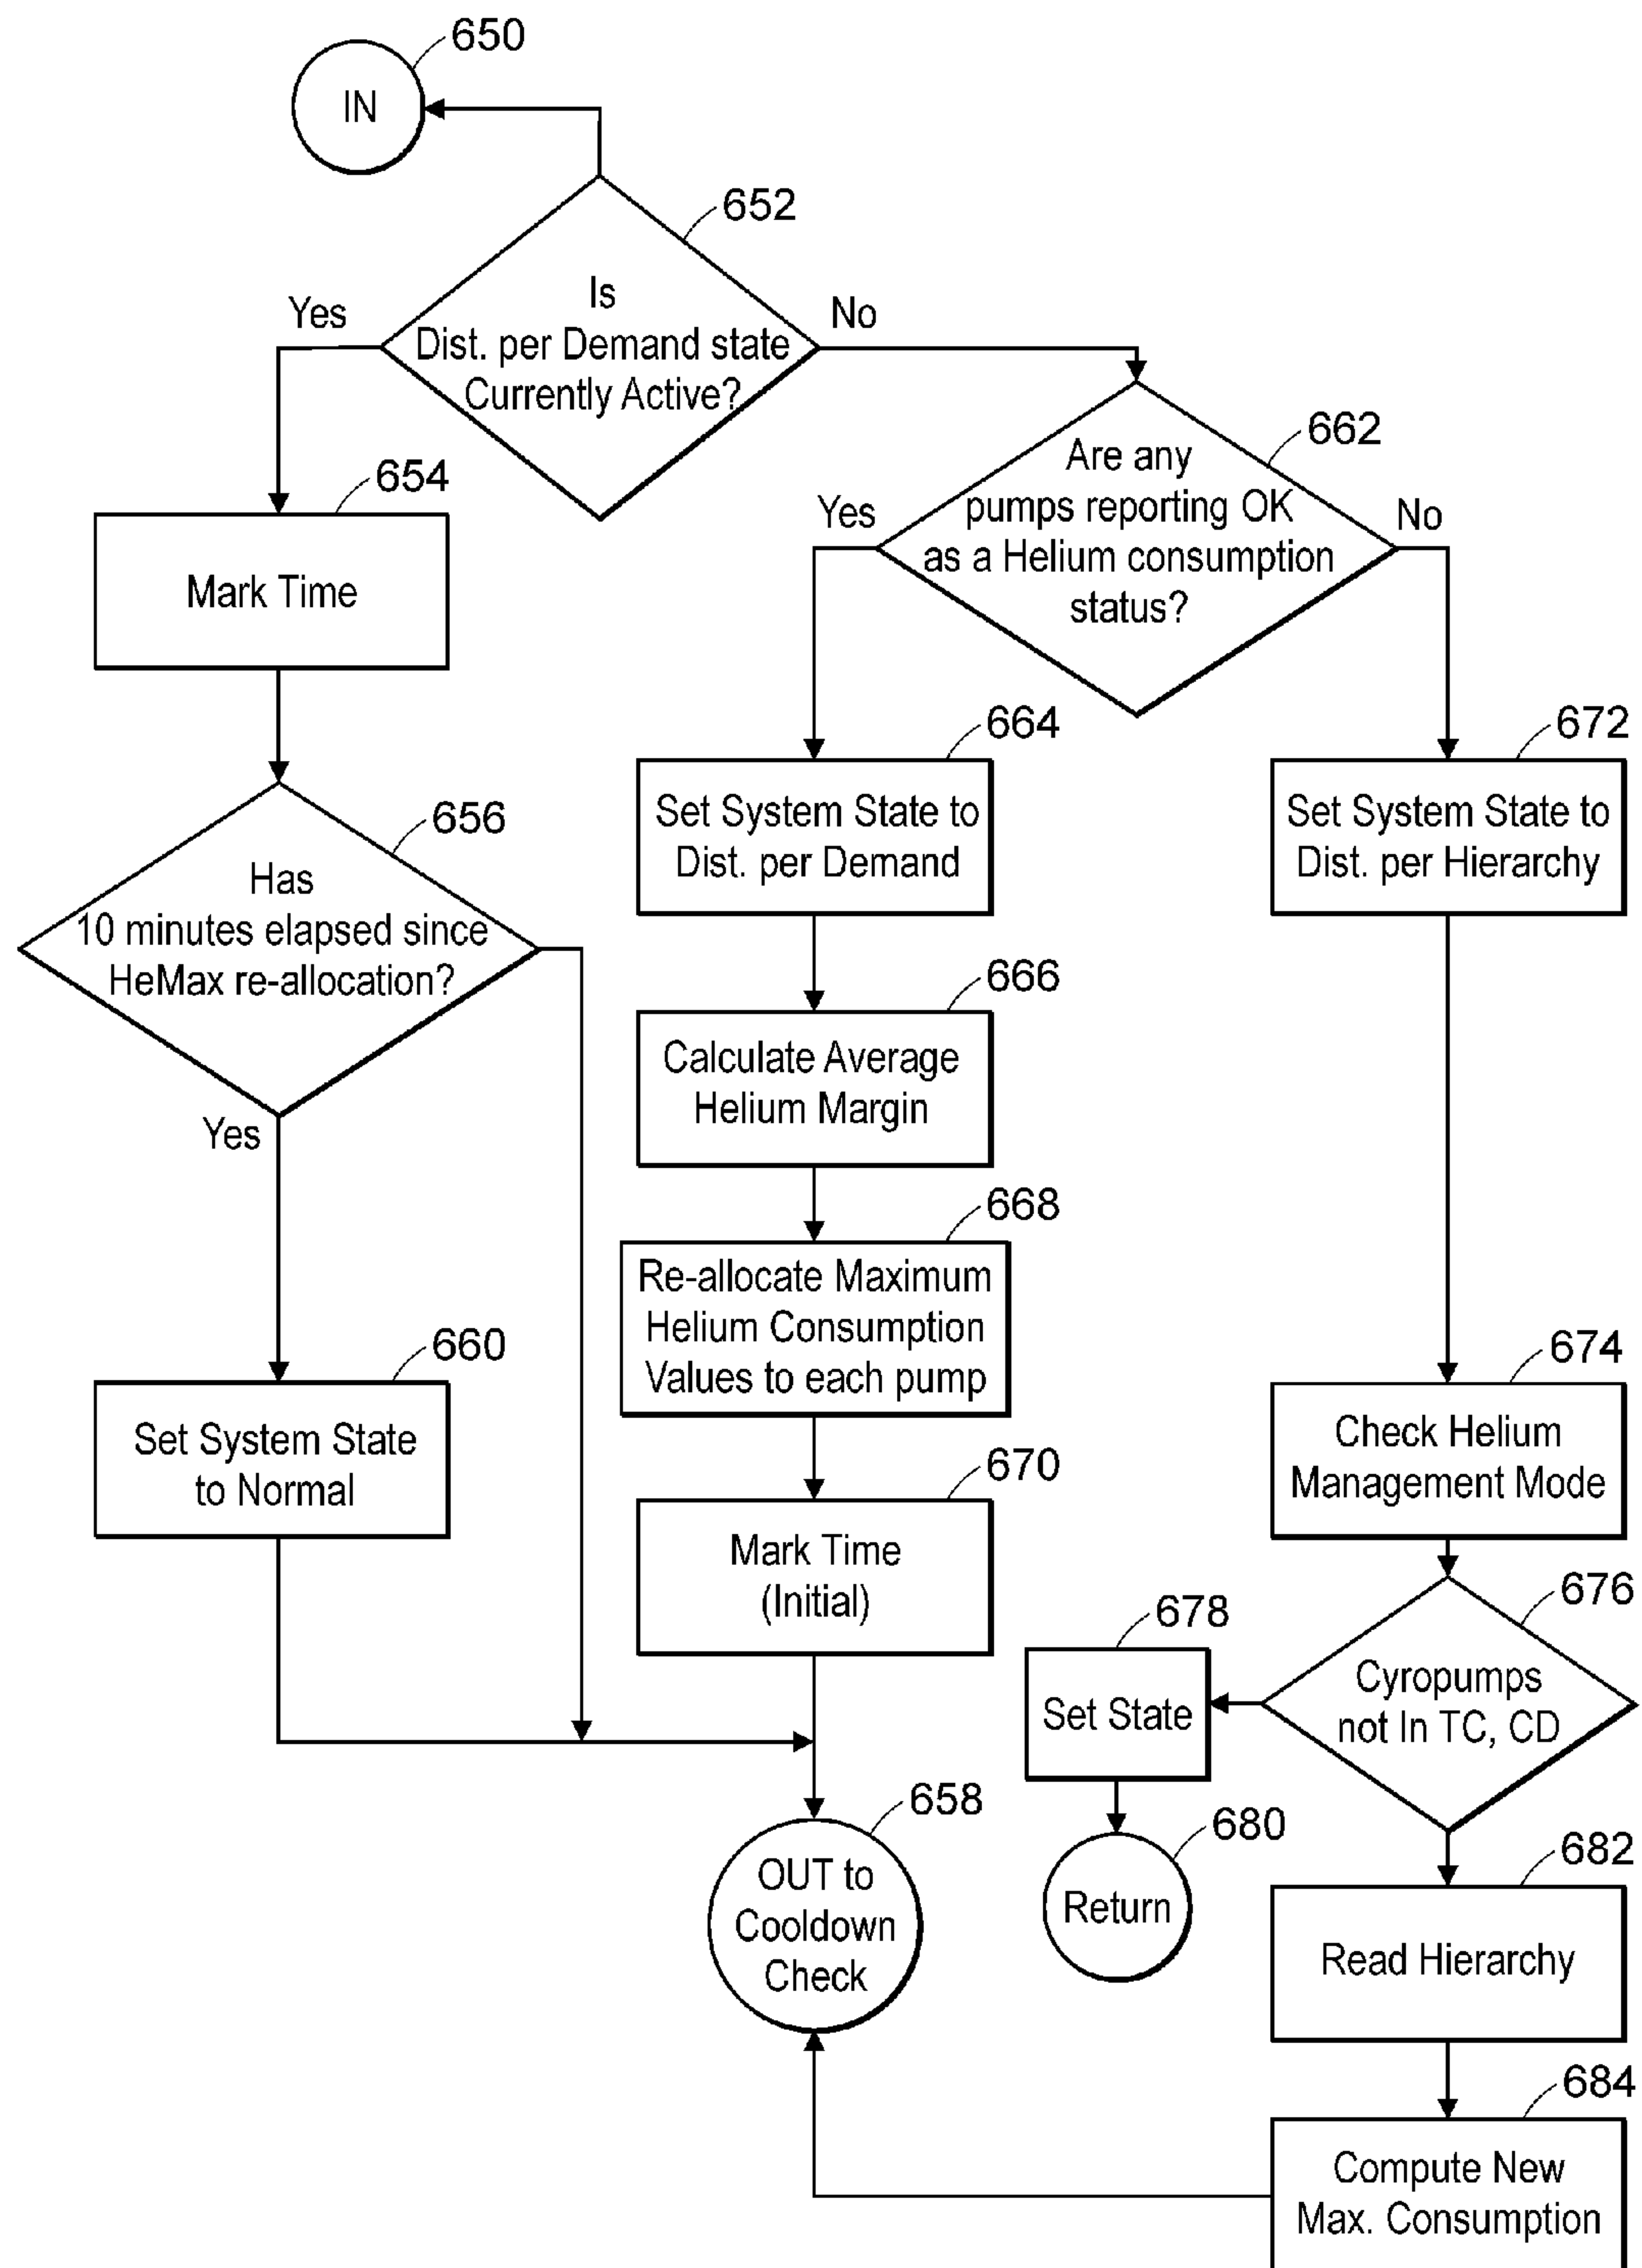 650
IN
652
Is
Dist. per Demand state
Currently Active?
Yes
No
654
Mark Time
662
Are any
pumps reporting OK
as a Helium consumption
status?
Yes
No
656
Has
10 minutes elapsed since
HeMax re-allocation?
Yes
664
Set System State to
Dist. per Demand
672
Set System State to
Dist. per Hierarchy
666
Calculate Average
Helium Margin
668
Re-allocate Maximum
Helium Consumption
Values to each pump
660
Set System State
to Normal
670
Mark Time
(Initial)
674
Check Helium
Management Mode
676
Cyropumps
not In TC, CD
678
Set State
680
Return
658
OUT to
Cooldown
Check
682
Read Hierarchy
684
Compute New
Max. Consumption